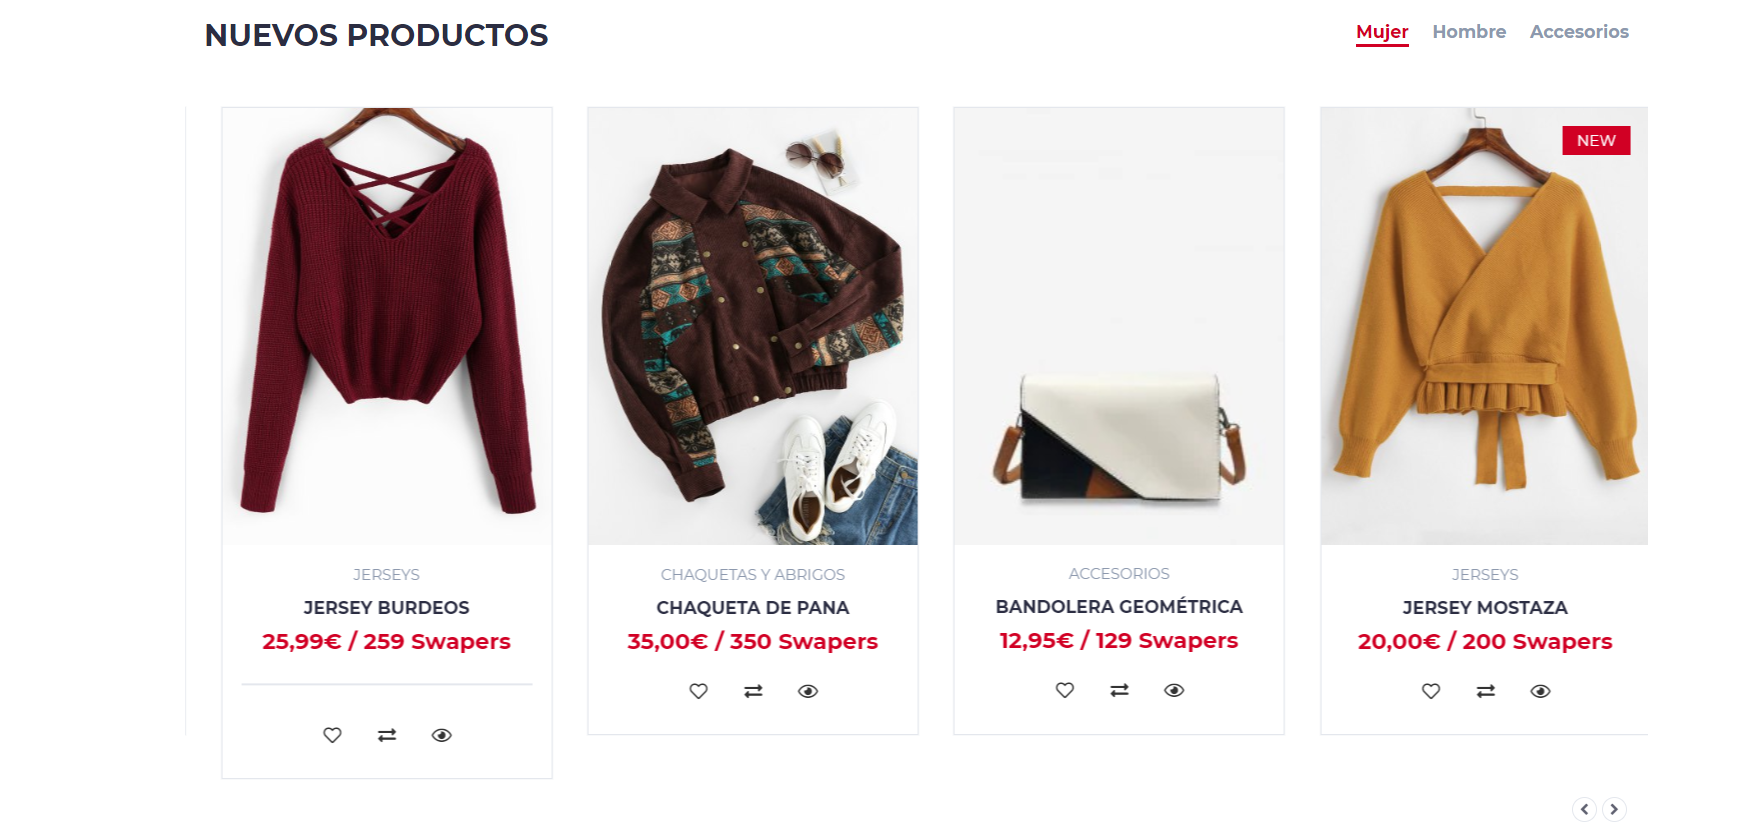 NUEVOS PRODUCTOS
Mujer Hombre Accesorios
JERSEYS
JERSEY BURDEOS
25,99€ / 259 Swapers
CHAQUETAS Y ABRIGOS
CHAQUETA DE PANA
35,00€ / 350 Swapers
ACCESORIOS
BANDOLERA GEOMÉTRICA
12,95€ / 129 Swapers
NEW
JERSEYS
JERSEY MOSTAZA
20,00€ / 200 Swapers